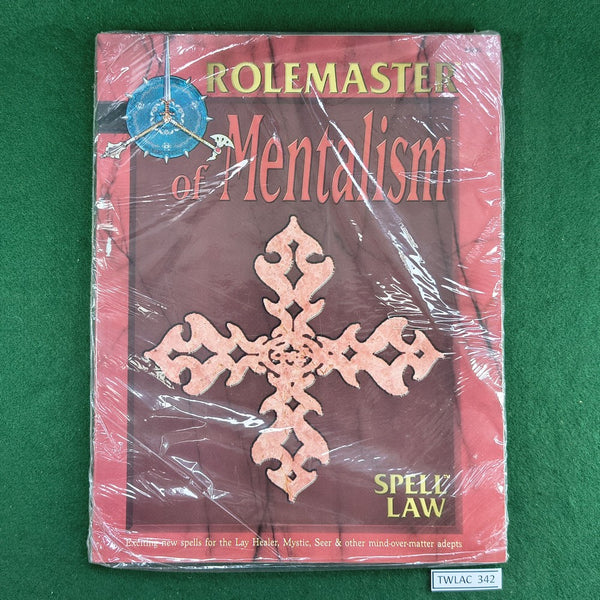 ROLEMASTER
of Mentalism
SPELL
LAW
Exciting new spells for the Lay Healer, Mystic, Seer & other mind-over-matter adepts
TWLAC 342